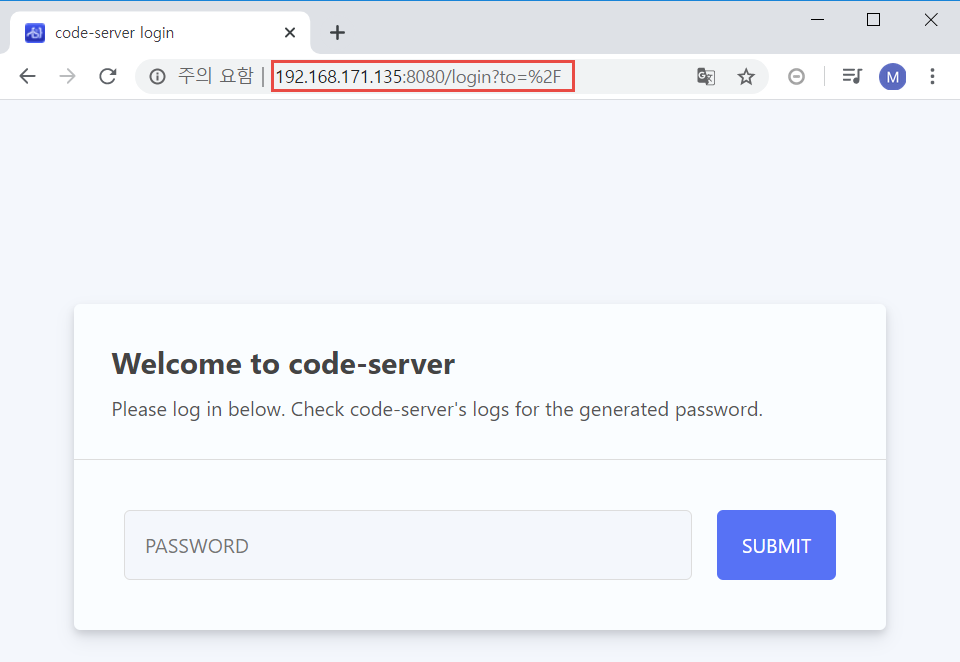 code-server login
주의 요함 | 192.168.171.135:8080/login?to=%2F
M
Welcome to code-server
Please log in below. Check code-server's logs for the generated password.
PASSWORD
SUBMIT